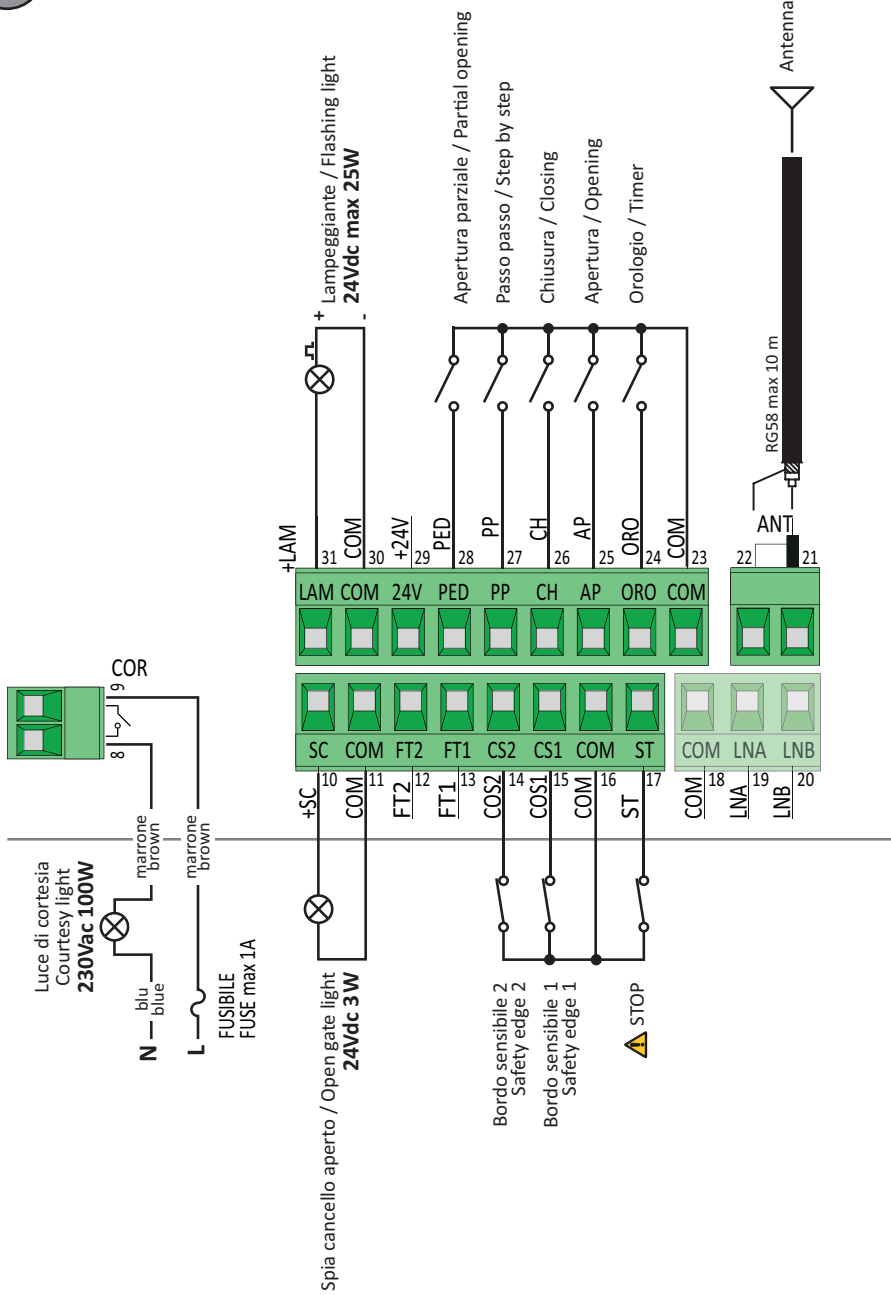 Luce di cortesia
Courtesy light
230Vac 100W
N
blu
blue
marrone
brown
L
marrone
brown
FUSIBILE
FUSE max 1A
8
9
COR
Spia cancello aperto / Open gate light
24Vdc 3W
Bordo sensibile 2
Safety edge 2
Bordo sensibile 1
Safety edge 1
STOP
+SC
10
COM
11
FT2
12
FT1
13
COS2
14
COS1
15
COM
16
ST
17
COM
18
LNA
19
LNB
20
SC COM FT2 FT1 CS2 CS1 COM ST
COM LNA LNB
LAM COM 24V PED PP CH AP ORO COM
+LAM
31
COM
30
+24V
29
PED
28
PP
27
CH
26
AP
25
ORO
24
COM
23
22
ANT
21
+
-
Lampeggiante / Flashing light
24Vdc max 25W
Apertura parziale / Partial opening
Passo passo / Step by step
Chiusura / Closing
Apertura / Opening
Orologio / Timer
RG58 max 10 m
Antenna